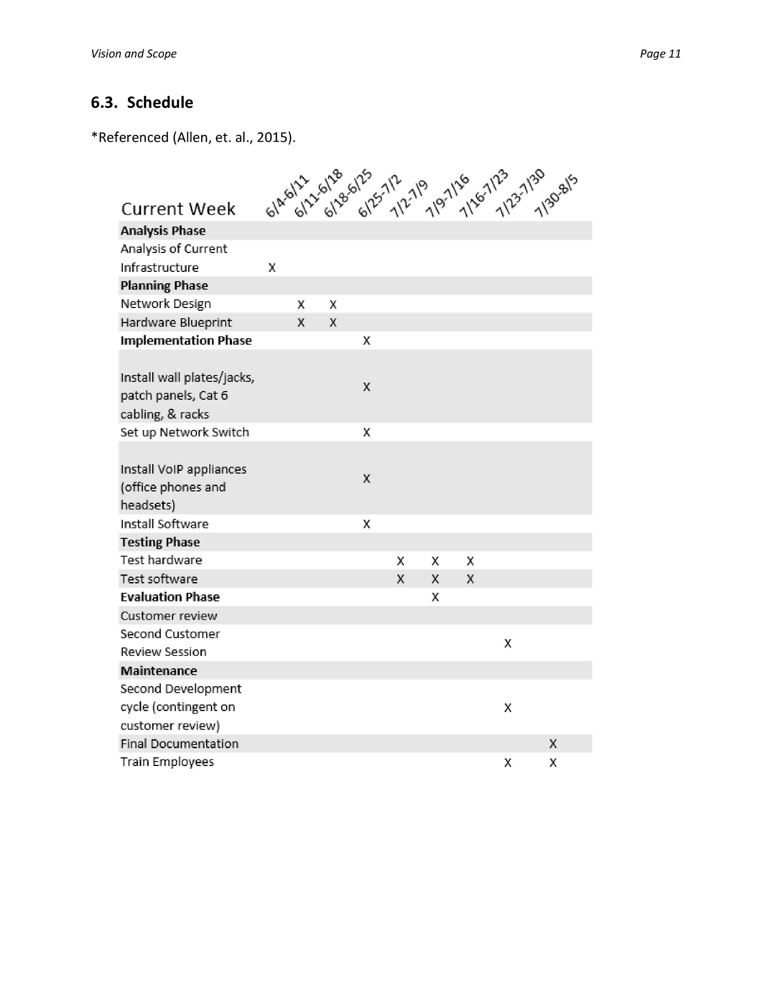 Vision and Scope Page 11
6.3. Schedule
*Referenced (Allen, et. al., 2015).
Current Week 6/4-6/11 6/11-6/18 6/18-6/25 6/25-7/2 7/2-7/9 7/9-7/16 7/16-7/23 7/23-7/30 7/30-8/5
Analysis Phase
Analysis of Current
Infrastructure X
Planning Phase
Network Design X X
Hardware Blueprint X X
Implementation Phase X
Install wall plates/jacks,
X
patch panels, Cat 6
cabling, & racks
Set up Network Switch X
Install VoIP appliances
X
(office phones and
headsets)
Install Software X
Testing Phase
Test hardware X X X
Test software X X X
Evaluation Phase X
Customer review
Second Customer
X
Review Session
Maintenance
Second Development
cycle (contingent on X
customer review)
Final Documentation X
Train Employees X X